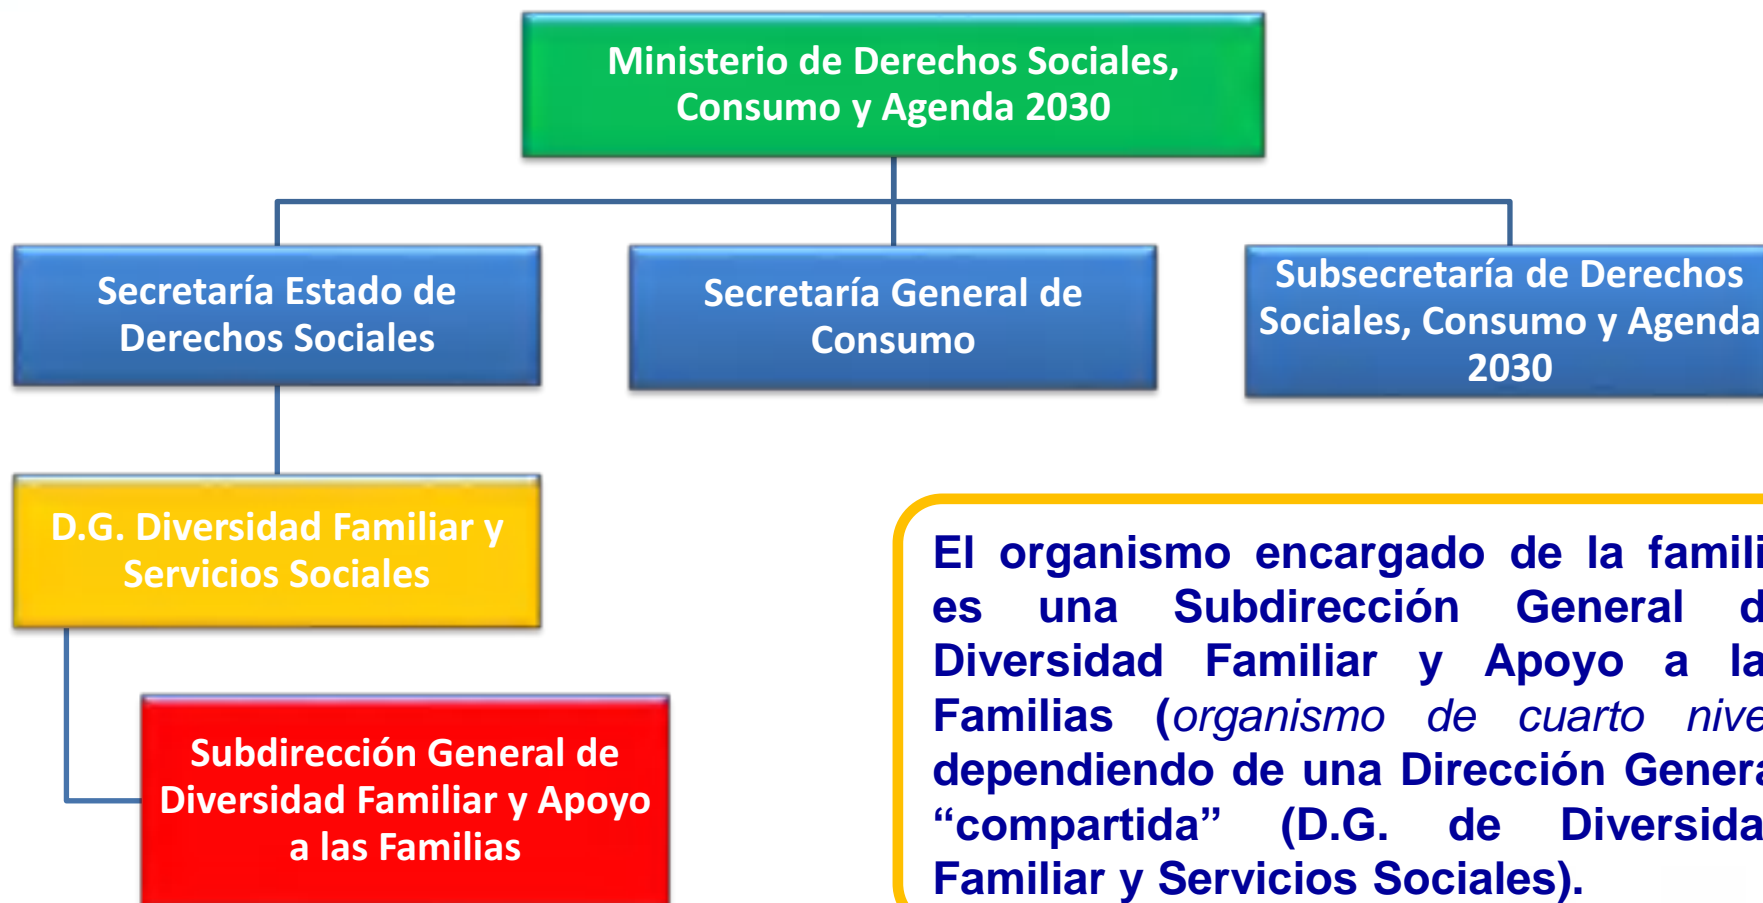 Ministerio de Derechos Sociales,
Consumo y Agenda 2030
Secretaría Estado de
Derechos Sociales
Secretaría General de
Consumo
Subsecretaría de Derechos
Sociales, Consumo y Agenda
2030
D.G. Diversidad Familiar y
Servicios Sociales
Subdirección General de
Diversidad Familiar y Apoyo
a las Familias
El organismo encargado de la famili
es una Subdirección General d
Diversidad Familiar y Apoyo a la
Familias (organismo de cuarto nive
dependiendo de una Dirección Genera
“compartida” (D.G. de Diversida
Familiar y Servicios Sociales).